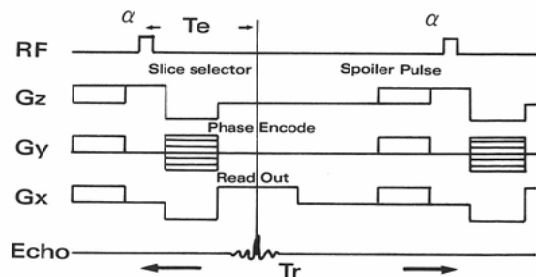 α Te α
RF
Slice selector Spoiler Pulse
Gz
Phase Encode
Gy
Read Out
Gx
Echo
Tr